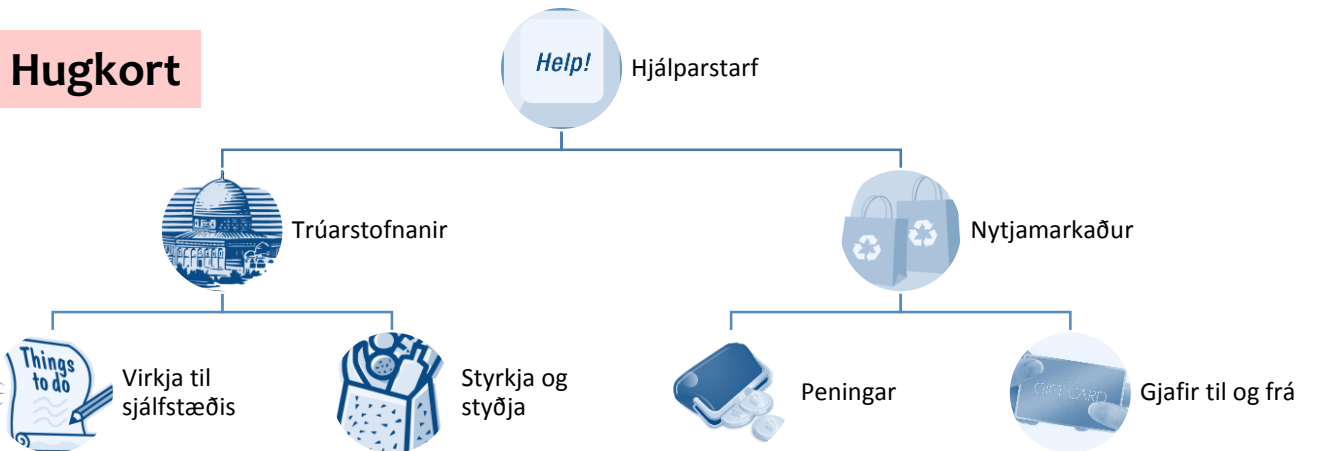 Hugkort
Help!
Hjálparstarf
Trúarstofnanir
Nytjamarkaður
Things
to do
Virkja til
sjálfstæðis
Styrkja og
styðja
Peningar
GIFT CARD
Gjafir til og frá